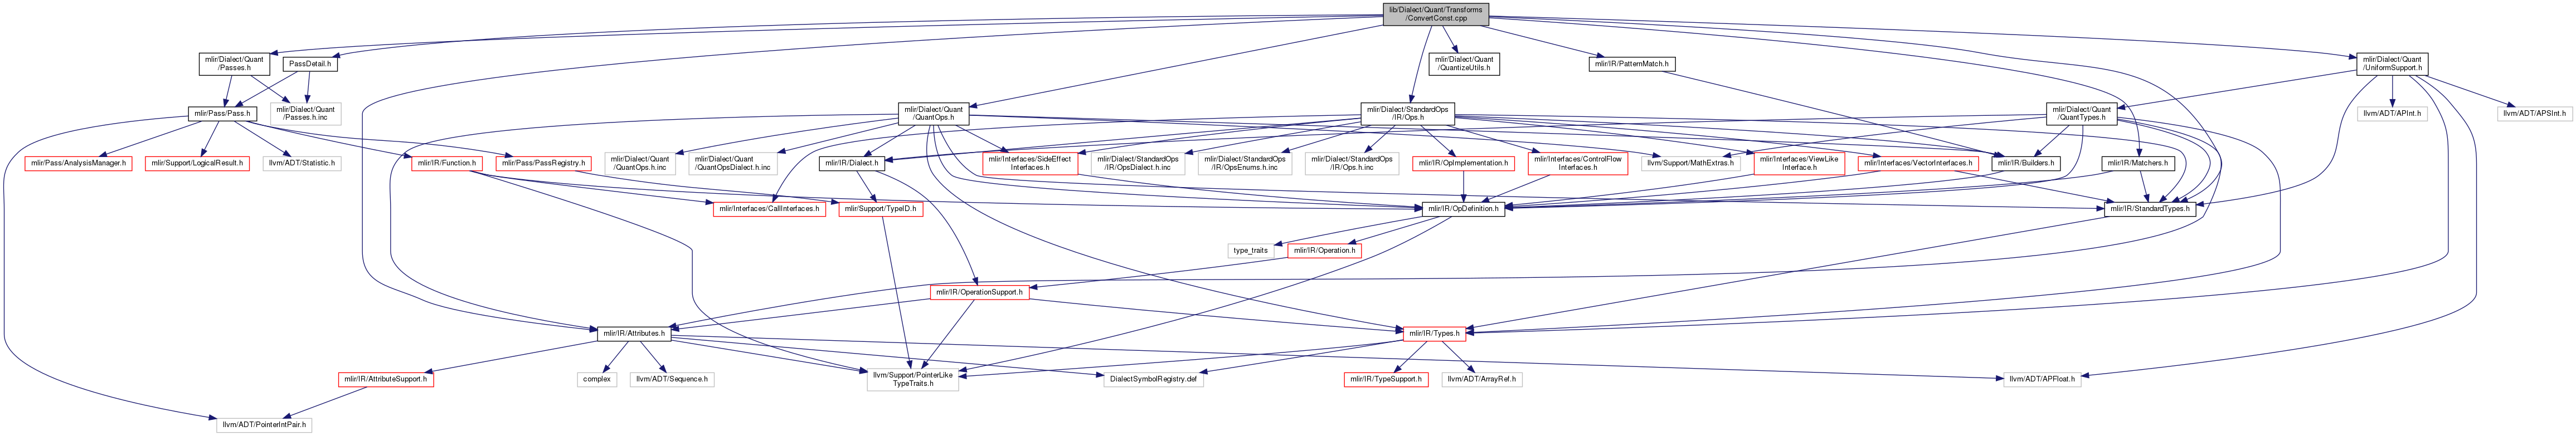 lib/Dialect/Quant/Transforms
/ConvertConst.cpp
mlir/Dialect/Quant
/Passes.h
PassDetail.h
mlir/Dialect/Quant
/QuantizeUtils.h
mlir/IR/PatternMatch.h
mlir/Dialect/Quant
/UniformSupport.h
mlir/Pass/Pass.h
mlir/Dialect/Quant
/Passes.h.inc
mlir/Dialect/Quant
/QuantOps.h
mlir/Dialect/StandardOps
/IR/Ops.h
mlir/Dialect/Quant
/QuantTypes.h
llvm/ADT/APInt.h
llvm/ADT/APSInt.h
mlir/Pass/AnalysisManager.h
mlir/Support/LogicalResult.h
llvm/ADT/Statistic.h
mlir/IR/Function.h
mlir/Pass/PassRegistry.h
mlir/Dialect/Quant
/QuantOps.h.inc
mlir/Dialect/Quant
/QuantOpsDialect.h.inc
mlir/IR/Dialect.h
llvm/Support/MathExtras.h
mlir/Interfaces/SideEffect
Interfaces.h
mlir/Dialect/StandardOps
/IR/OpsDialect.h.inc
mlir/Dialect/StandardOps
/IR/OpsEnums.h.inc
mlir/Dialect/StandardOps
/IR/Ops.h.inc
mlir/IR/OpImplementation.h
mlir/Interfaces/ControlFlow
Interfaces.h
mlir/Interfaces/ViewLike
Interface.h
mlir/Interfaces/VectorInterfaces.h
mlir/IR/Builders.h
mlir/IR/Matchers.h
mlir/Interfaces/CallInterfaces.h
mlir/Support/TypeID.h
mlir/IR/OpDefinition.h
mlir/IR/StandardTypes.h
type_traits
mlir/IR/Operation.h
mlir/IR/OperationSupport.h
mlir/IR/Attributes.h
mlir/IR/Types.h
mlir/IR/AttributeSupport.h
complex
llvm/ADT/Sequence.h
llvm/Support/PointerLike
TypeTraits.h
DialectSymbolRegistry.def
mlir/IR/TypeSupport.h
llvm/ADT/ArrayRef.h
llvm/ADT/APFloat.h
llvm/ADT/PointerIntPair.h